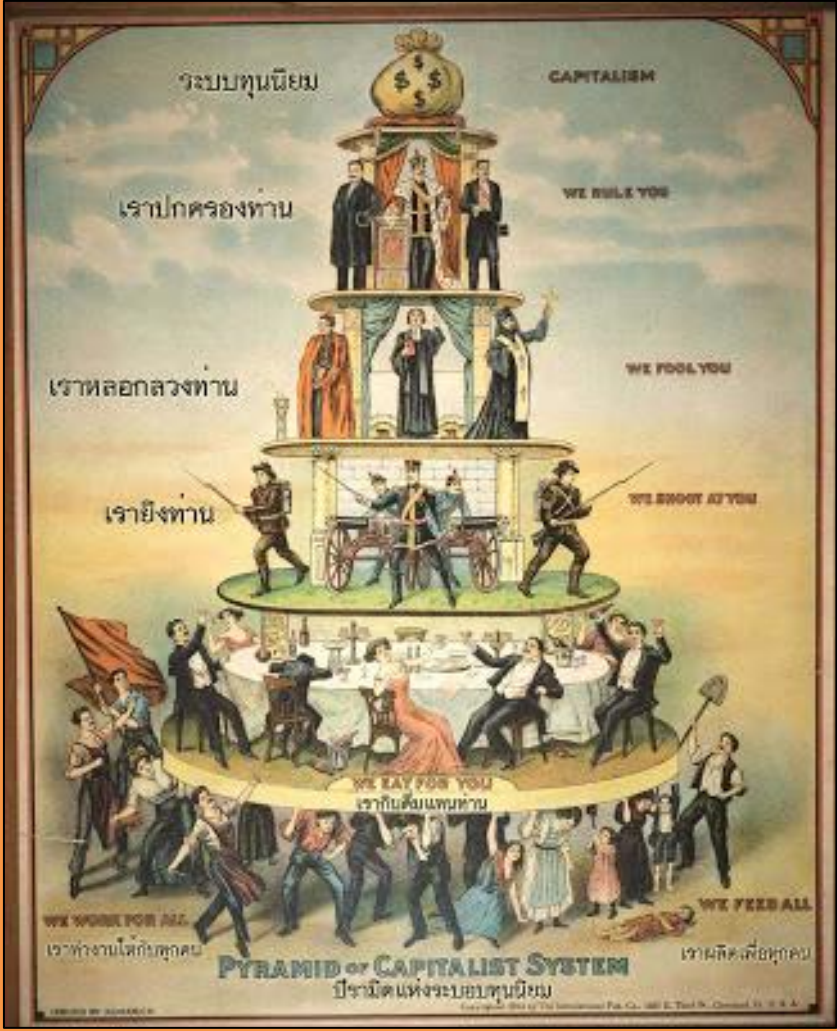 ระบบทุนนิยม
CAPITALISM
เราปกครองท่าน
WE RULE YOU
เราหลอกลวงท่าน
WE FOOL YOU
เรายิงท่าน
WE SHOOT AT YOU
WE EAT FOR YOU
เรากินดื่มแทนท่าน
WE WORK FOR ALL
WE FEED ALL
เราทำงานให้กับทุกคน
เราผลิตเพื่อทุกคน
PYRAMID OF CAPITALIST SYSTEM
ปีรามิดแห่งระบอบทุนนิยม